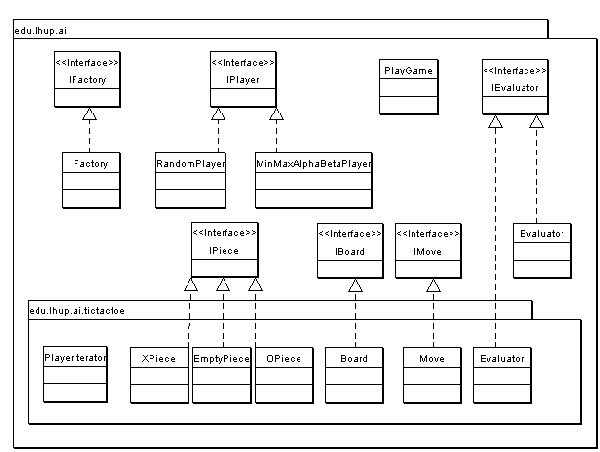 edu.lhup.ai
<<Interface>>
IFactory
<<Interface>>
IPlayer
PlayGame
<<Interface>>
IEvaluator
Factory
RandomPlayer
MinMaxAlphaBetaPlayer
<<Interface>>
IPiece
<<Interface>>
IBoard
<<Interface>>
IMove
Evaluator
edu.lhup.ai.tictactoe
PlayerIterator
XPiece
EmptyPiece
OPiece
Board
Move
Evaluator